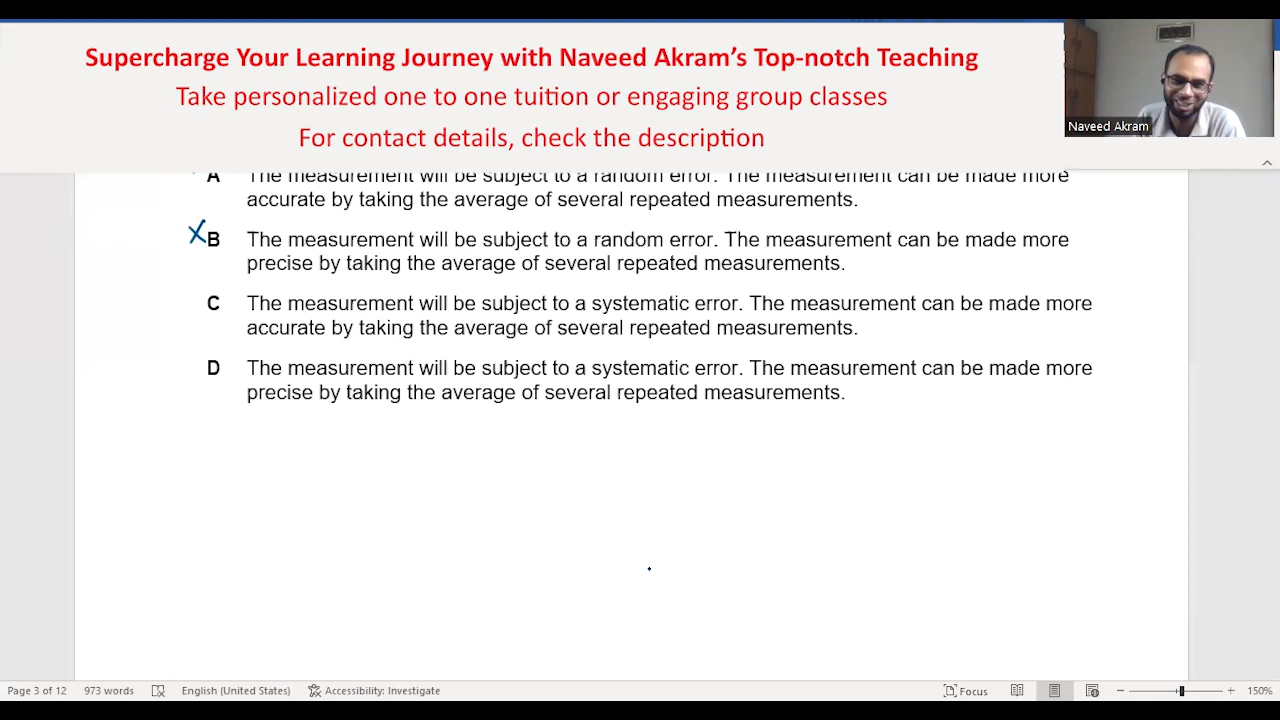 Supercharge Your Learning Journey with Naveed Akram's Top-notch Teaching
Take personalized one to one tuition or engaging group classes
For contact details, check the description
Naveed Akram
A The measurement will be subject to a random error. The measurement can be made more
accurate by taking the average of several repeated measurements.
B The measurement will be subject to a random error. The measurement can be made more
precise by taking the average of several repeated measurements.
C The measurement will be subject to a systematic error. The measurement can be made more
accurate by taking the average of several repeated measurements.
D The measurement will be subject to a systematic error. The measurement can be made more
precise by taking the average of several repeated measurements.
Page 3 of 12 973 words English (United States) Accessibility: Investigate Focus 150%